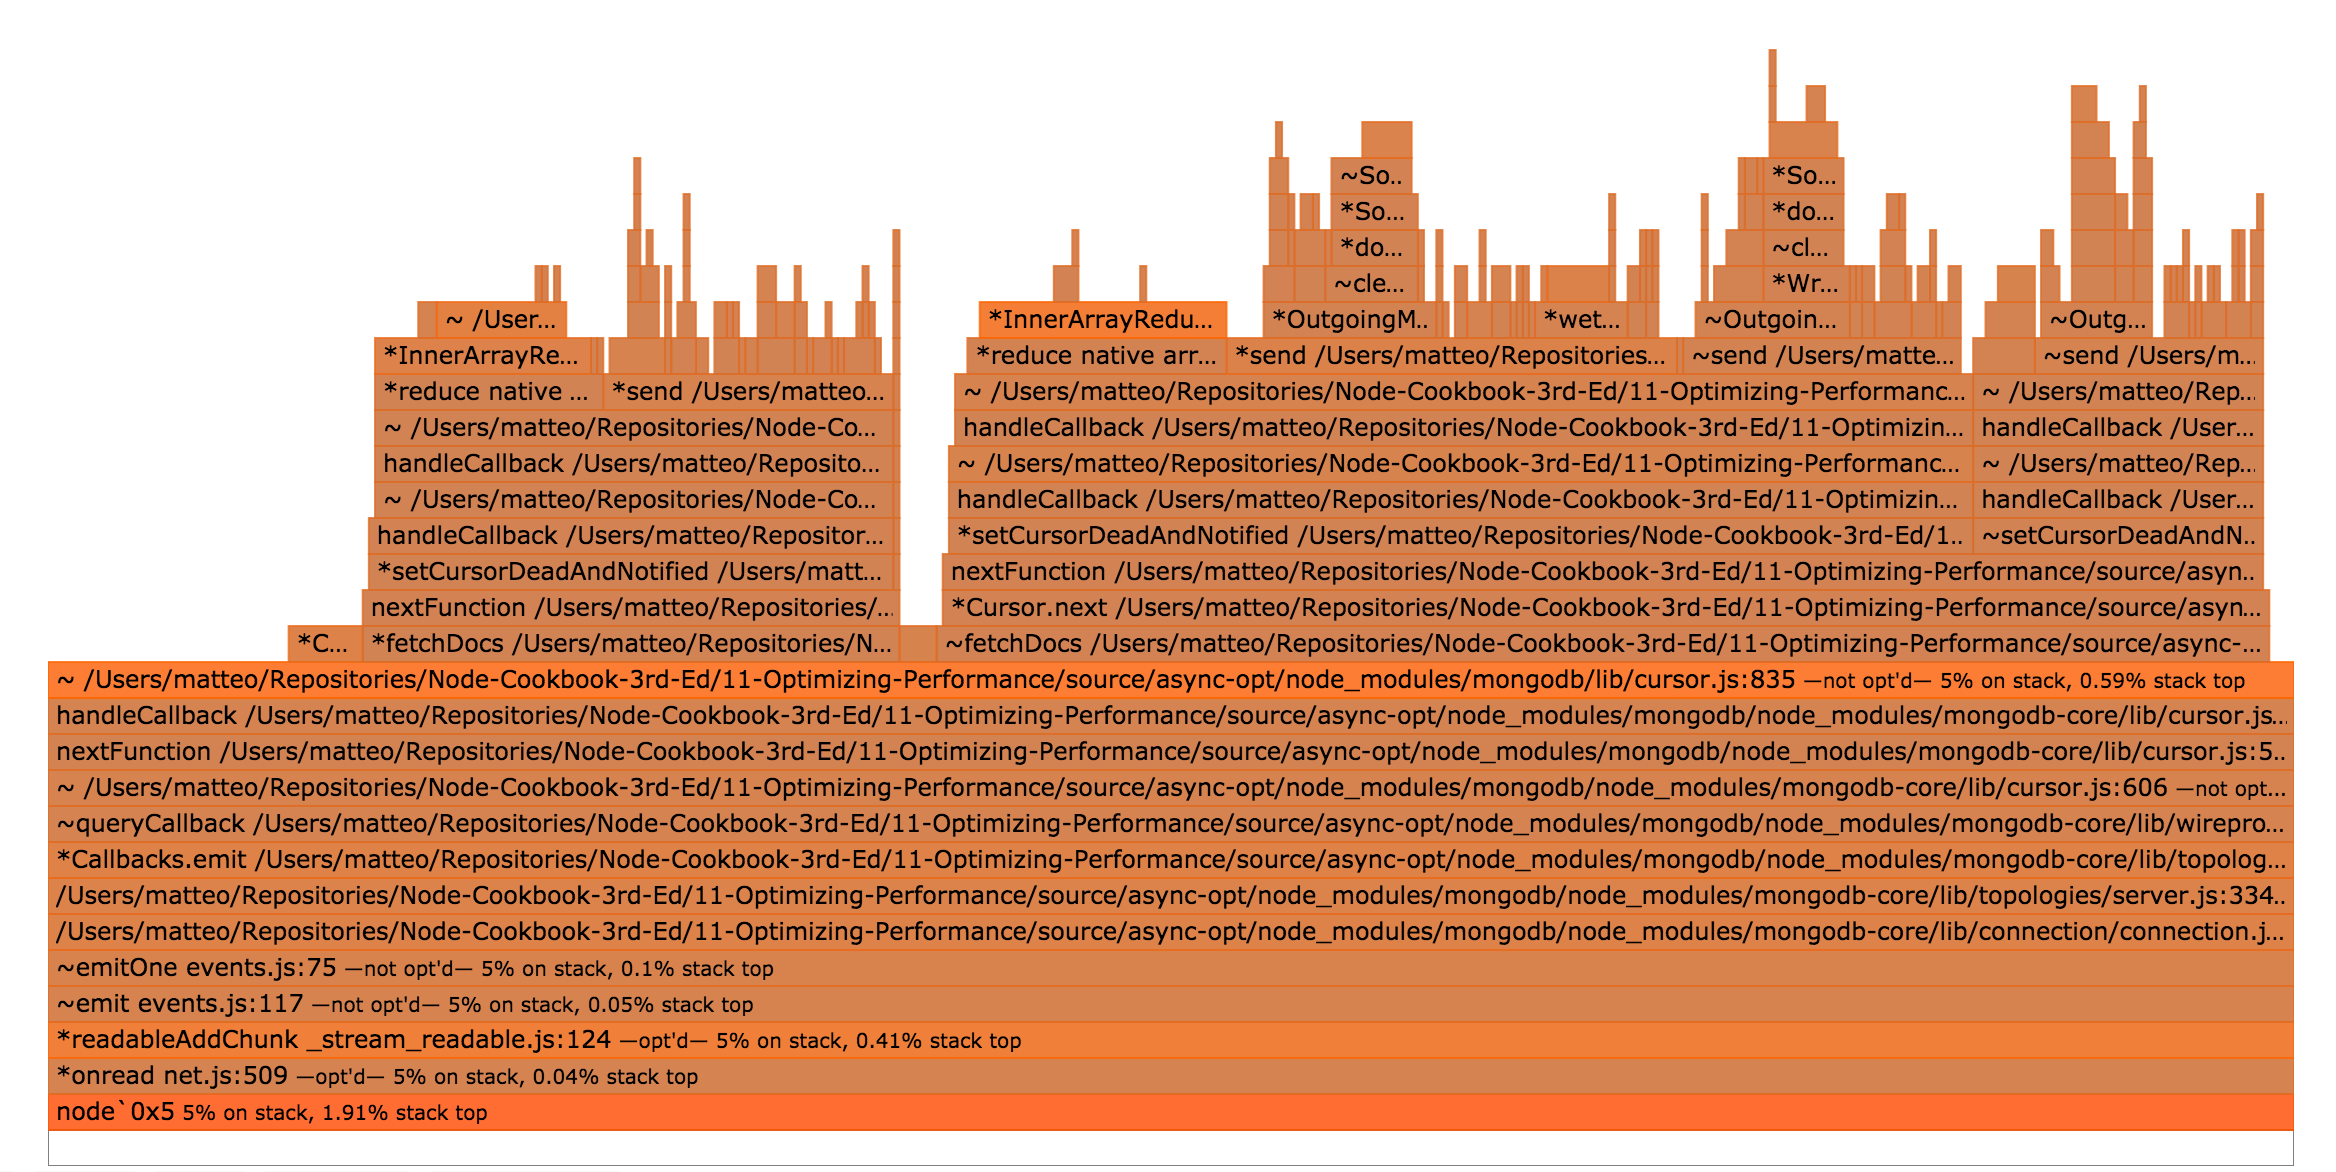 ~So.. *So...
*So... *do...
*do... ~cl...
~cle... *Wr...
~ /User... *InnerArrayRedu... *OutgoingM.. *wet... ~Outgoin... ~Outg...
*InnerArrayRe... *reduce native arr... *send /Users/matteo/Repositories... ~send /Users/matte... ~send /Users/m...
*reduce native ... *send /Users/matteo... ~ /Users/matteo/Repositories/Node-Cookbook-3rd-Ed/11-Optimizing-Performanc... ~ /Users/matteo/Rep...
~ /Users/matteo/Repositories/Node-Co... handleCallback /Users/matteo/Repositories/Node-Cookbook-3rd-Ed/11-Optimizin... handleCallback /User...
handleCallback /Users/matteo/Reposito... ~ /Users/matteo/Repositories/Node-Cookbook-3rd-Ed/11-Optimizing-Performanc... ~ /Users/matteo/Rep...
~ /Users/matteo/Repositories/Node-Co... handleCallback /Users/matteo/Repositories/Node-Cookbook-3rd-Ed/11-Optimizin... handleCallback /User...
handleCallback /Users/matteo/Repositor... *setCursorDeadAndNotified /Users/matteo/Repositories/Node-Cookbook-3rd-Ed/1.. ~setCursorDeadAndN..
*setCursorDeadAndNotified /Users/matt... nextFunction /Users/matteo/Repositories/Node-Cookbook-3rd-Ed/11-Optimizing-Performance/source/asyn..
nextFunction /Users/matteo/Repositories/... *Cursor.next /Users/matteo/Repositories/Node-Cookbook-3rd-Ed/11-Optimizing-Performance/source/asyn...
*C... *fetchDocs /Users/matteo/Repositories/N... ~fetchDocs /Users/matteo/Repositories/Node-Cookbook-3rd-Ed/11-Optimizing-Performance/source/async-...
~ /Users/matteo/Repositories/Node-Cookbook-3rd-Ed/11-Optimizing-Performance/source/async-opt/node_modules/mongodb/lib/cursor.js:835 —not opt'd— 5% on stack, 0.59% stack top
handleCallback /Users/matteo/Repositories/Node-Cookbook-3rd-Ed/11-Optimizing-Performance/source/async-opt/node_modules/mongodb/node_modules/mongodb-core/lib/cursor.js...
nextFunction /Users/matteo/Repositories/Node-Cookbook-3rd-Ed/11-Optimizing-Performance/source/async-opt/node_modules/mongodb/node_modules/mongodb-core/lib/cursor.js:5..
~ /Users/matteo/Repositories/Node-Cookbook-3rd-Ed/11-Optimizing-Performance/source/async-opt/node_modules/mongodb/node_modules/mongodb-core/lib/cursor.js:606 —not opt...
~queryCallback /Users/matteo/Repositories/Node-Cookbook-3rd-Ed/11-Optimizing-Performance/source/async-opt/node_modules/mongodb/node_modules/mongodb-core/lib/wirepro...
*Callbacks.emit /Users/matteo/Repositories/Node-Cookbook-3rd-Ed/11-Optimizing-Performance/source/async-opt/node_modules/mongodb/node_modules/mongodb-core/lib/topolog...
/Users/matteo/Repositories/Node-Cookbook-3rd-Ed/11-Optimizing-Performance/source/async-opt/node_modules/mongodb/node_modules/mongodb-core/lib/topologies/server.js:334..
/Users/matteo/Repositories/Node-Cookbook-3rd-Ed/11-Optimizing-Performance/source/async-opt/node_modules/mongodb/node_modules/mongodb-core/lib/connection/connection.j...
~emitOne events.js:75 —not opt'd— 5% on stack, 0.1% stack top
~emit events.js:117 —not opt'd— 5% on stack, 0.05% stack top
*readableAddChunk _stream_readable.js:124 —opt'd— 5% on stack, 0.41% stack top
*onread net.js:509 —opt'd— 5% on stack, 0.04% stack top
node`0x5 5% on stack, 1.91% stack top